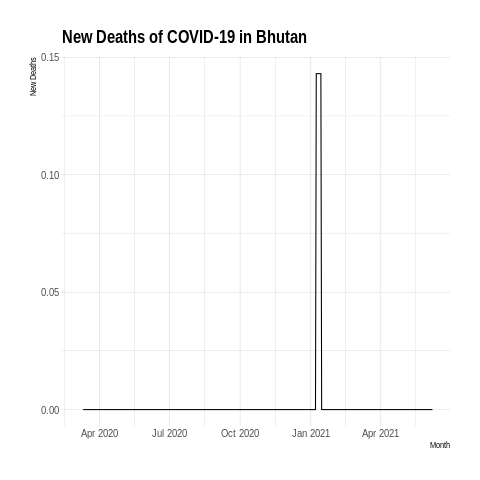 New Deaths of COVID-19 in Bhutan
New Deaths
0.15
0.10
0.05
0.00
Apr 2020 Jul 2020 Oct 2020 Jan 2021 Apr 2021
Month